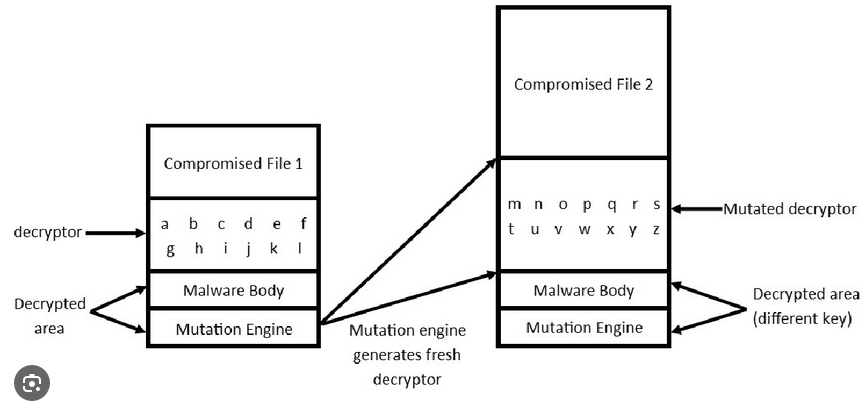 Compromised File 1
decryptor
a b c d e f
g h i j k l
Decrypted
area
Malware Body
Mutation Engine
Mutation engine
generates fresh
decryptor
Compromised File 2
m n o p q r s
t u v w x y z
Mutated decryptor
Malware Body
Mutation Engine
Decrypted area
(different key)